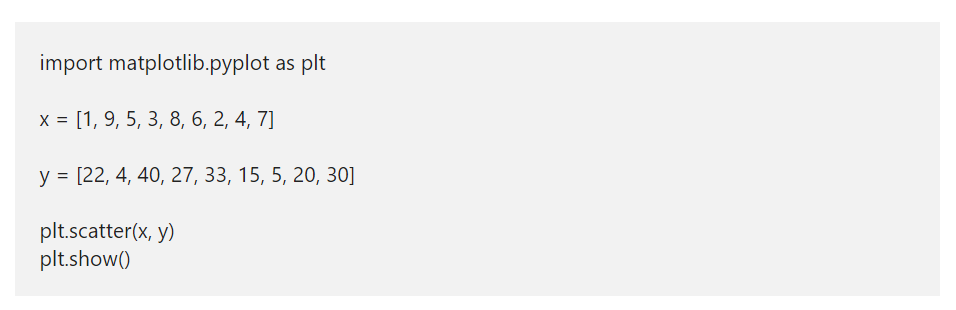 import matplotlib.pyplot as plt
x = [1, 9, 5, 3, 8, 6, 2, 4, 7]
y = [22, 4, 40, 27, 33, 15, 5, 20, 30]
plt.scatter(x, y)
plt.show()